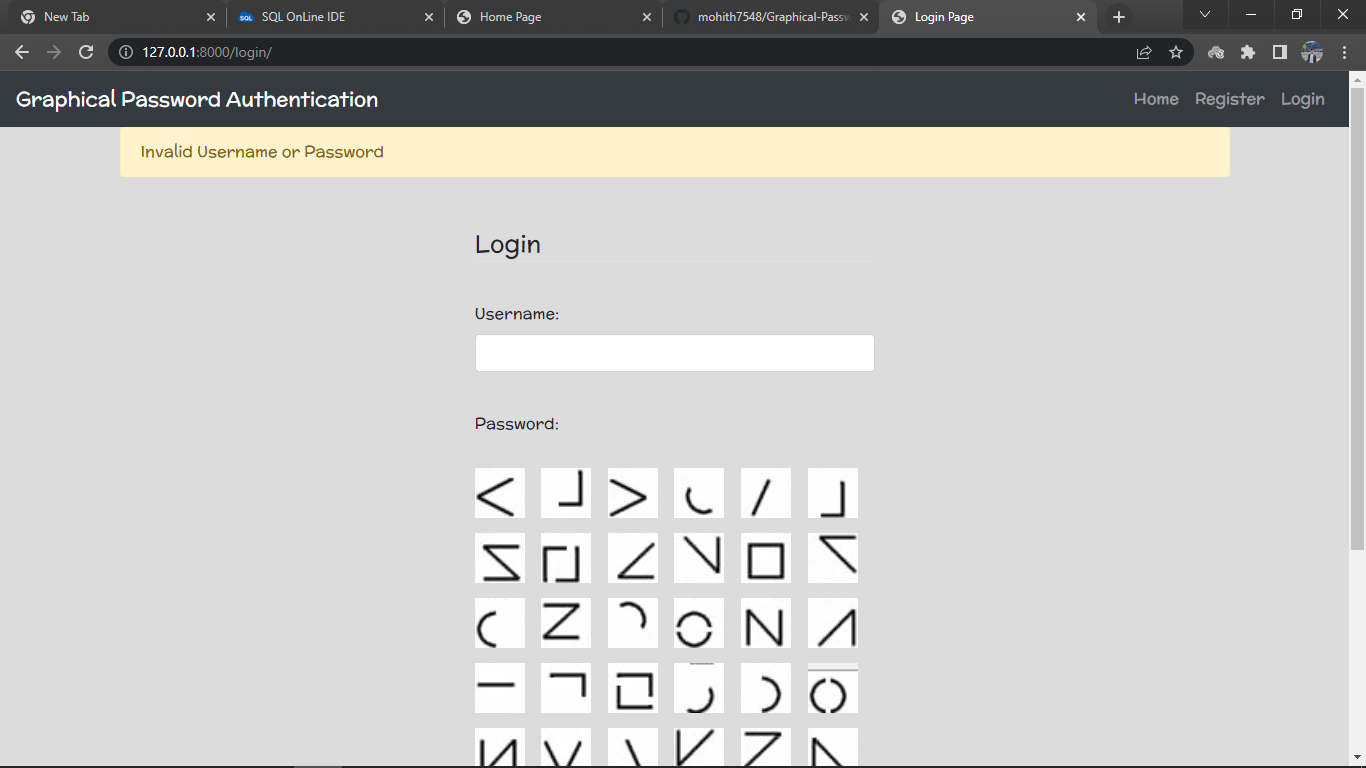 New Tab
SQL OnLine IDE
Home Page
mohith7548/Graphical-Passw
Login Page
127.0.0.1:8000/login/
Graphical Password Authentication
Home Register Login
Invalid Username or Password
Login
Username:
Password: